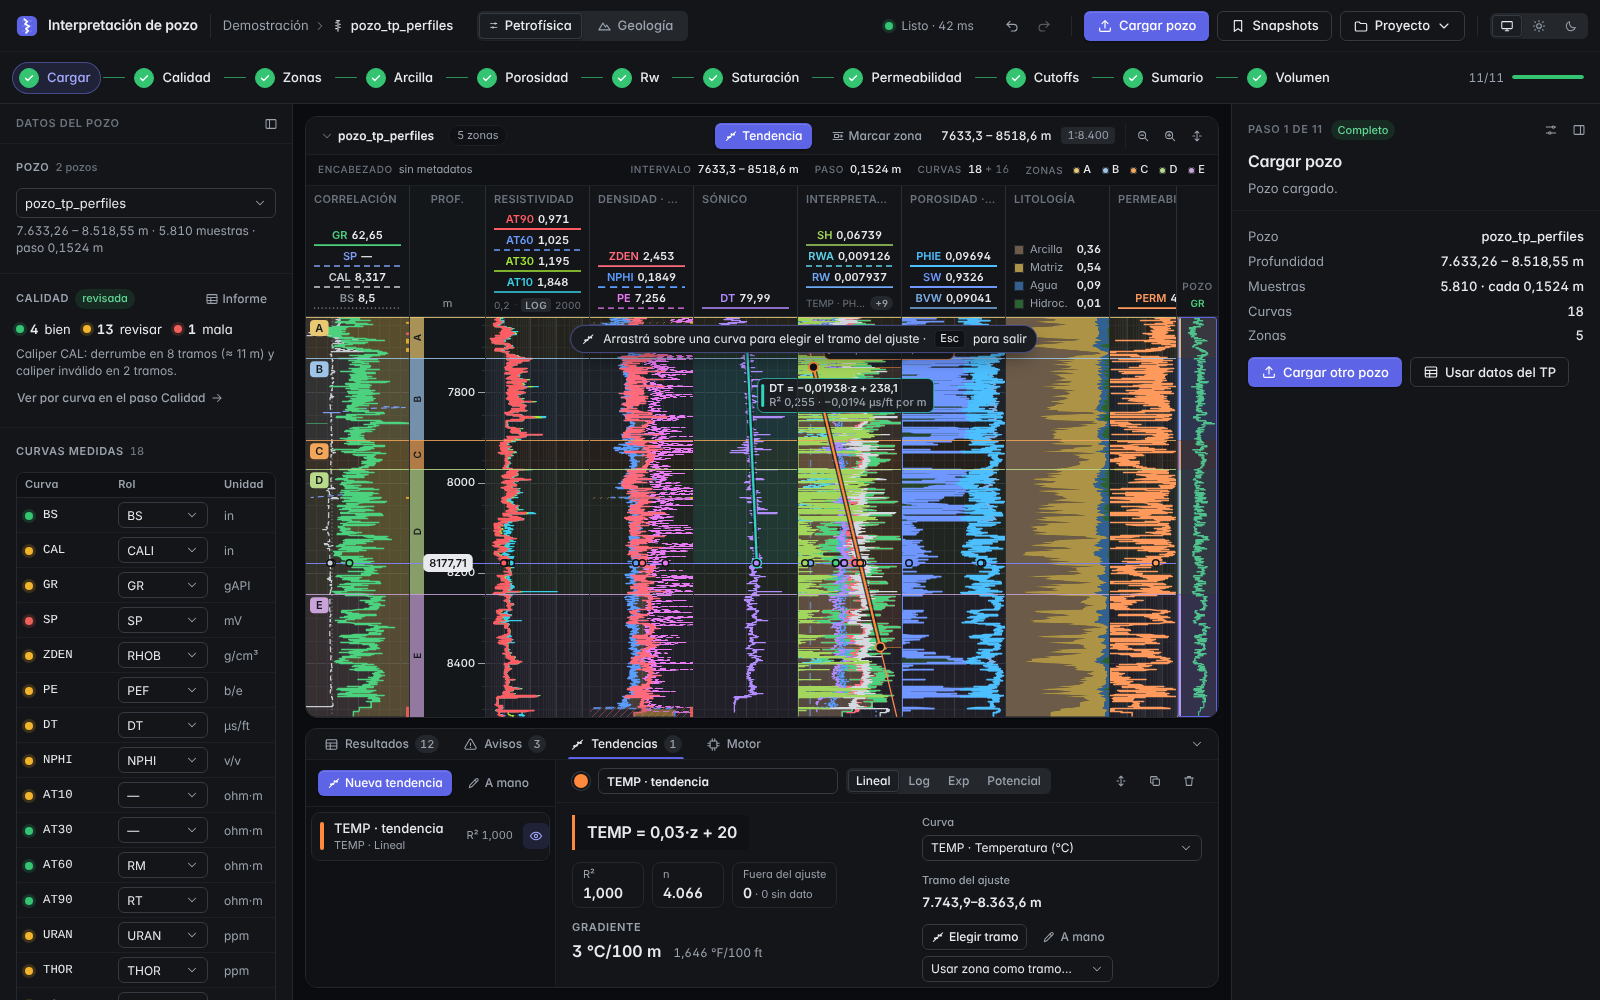 Interpretación de pozo
Demostración
pozo_tp_perfiles
Petrofísica
Geología
Listo · 42 ms
Cargar pozo
Snapshots
Proyecto
Cargar
Calidad
Zonas
Arcilla
Porosidad
Rw
Saturación
Permeabilidad
Cutoffs
Sumario
Volumen
11/11
DATOS DEL POZO
POZO 2 pozos
pozo_tp_perfiles
7.633,26 – 8.518,55 m · 5.810 muestras ·
paso 0,1524 m
CALIDAD revisada Informe
4 bien 13 revisar 1 mala
Caliper CAL: derrumbe en 8 tramos (≈ 11 m) y
caliper inválido en 2 tramos.
Ver por curva en el paso Calidad →
CURVAS MEDIDAS 18
Curva Rol Unidad
BS BS in
CAL CALI in
GR GR gAPI
SP SP mV
ZDEN RHOB g/cm³
PE PEF b/e
DT DT µs/ft
NPHI NPHI v/v
AT10 — ohm·m
AT30 — ohm·m
AT60 RM ohm·m
AT90 RT ohm·m
URAN URAN ppm
THOR THOR ppm
pozo_tp_perfiles 5 zonas
Tendencia
Marcar zona
7633,3 – 8518,6 m 1:8.400
ENCABEZADO sin metadatos
INTERVALO 7633,3 – 8518,6 m PASO 0,1524 m CURVAS 18 + 16 ZONAS A B C D E
CORRELACIÓN
GR 62,65
SP —
CAL 8,317
BS 8,5
PROF.
m
RESISTIVIDAD
AT90 0,971
AT60 1,025
AT30 1,195
AT10 1,848
0,2 LOG 2000
DENSIDAD · ...
ZDEN 2,453
NPHI 0,1849
PE 7,256
SÓNICO
DT 79,99
INTERPRETA...
SH 0,06739
RWA 0,009126
RW 0,007937
TEMP · PH... +9
POROSIDAD ·...
PHIE 0,09694
SW 0,9326
BVW 0,09041
LITOLOGÍA
Arcilla 0,36
Matriz 0,54
Agua 0,09
Hidroc. 0,01
PERMEABI
PERM 4
POZO
GR
Arrastrá sobre una curva para elegir el tramo del ajuste · Esc para salir
DT = −0,01938·z + 238,1
R² 0,255 · −0,0194 µs/ft por m
A
A
B
B
C
C
D
D
E
E
7800
8000
8177,71
8200
8400
Resultados 12
Avisos 3
Tendencias 1
Motor
Nueva tendencia
A mano
TEMP · tendencia R² 1,000
TEMP · Lineal
TEMP · tendencia
Lineal Log Exp Potencial
TEMP = 0,03·z + 20
R²
1,000
n
4.066
Fuera del ajuste
0 · 0 sin dato
GRADIENTE
3 °C/100 m 1,646 °F/100 ft
Curva
TEMP · Temperatura (°C)
Tramo del ajuste
7.743,9–8.363,6 m
Elegir tramo
A mano
Usar zona como tramo...
PASO 1 DE 11 Completo
Cargar pozo
Pozo cargado.
Pozo pozo_tp_perfiles
Profundidad 7.633,26 – 8.518,55 m
Muestras 5.810 · cada 0,1524 m
Curvas 18
Zonas 5
Cargar otro pozo
Usar datos del TP